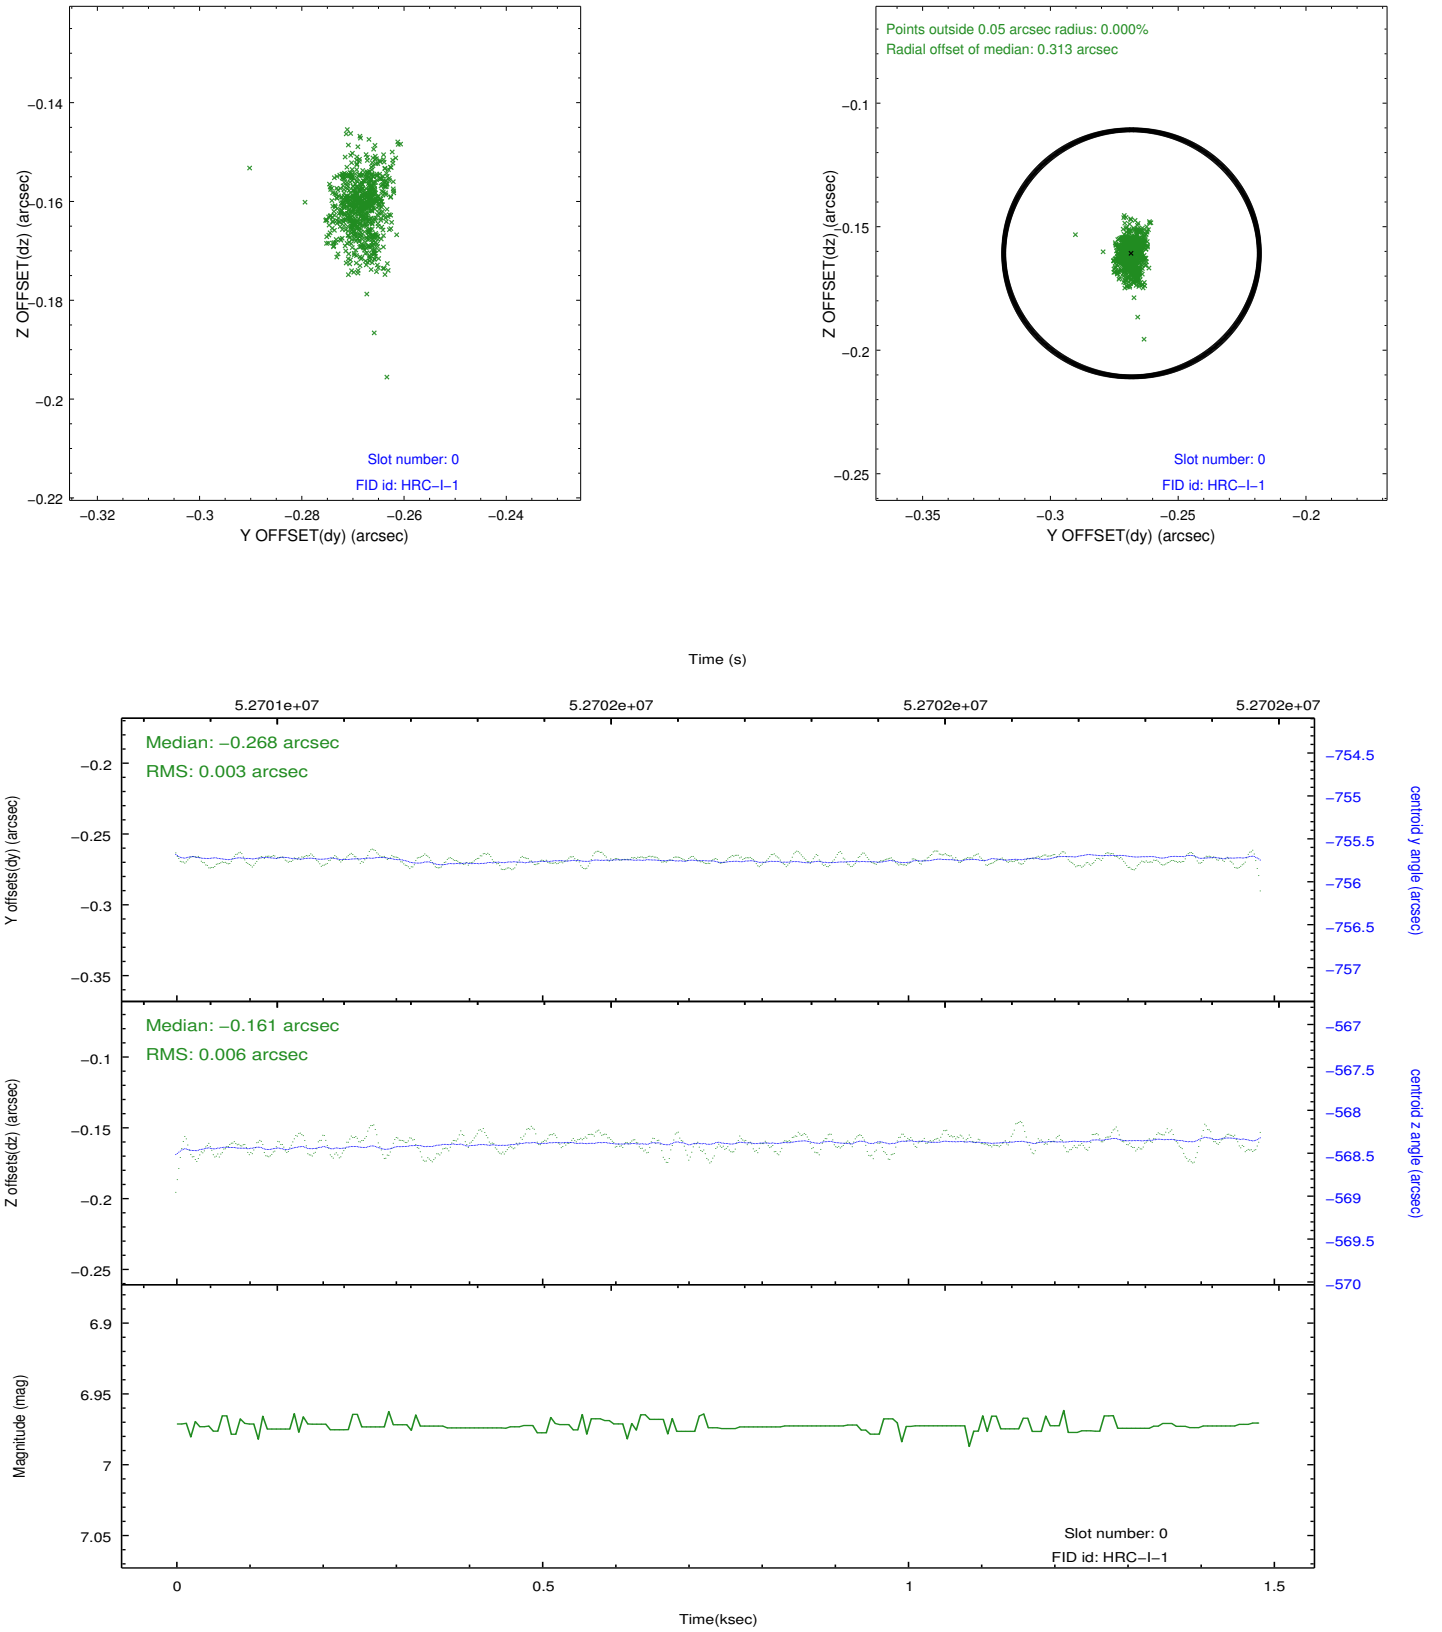 Points outside 0.05 arcsec radius: 0.000%
Radial offset of median: 0.313 arcsec
−0.14
−0.16
−0.18
−0.2
−0.22
Z OFFSET(dz) (arcsec)
Slot number: 0
FID id: HRC−I−1
−0.32
−0.3
−0.28
−0.26
−0.24
Y OFFSET(dy) (arcsec)
−0.1
−0.15
−0.2
−0.25
Z OFFSET(dz) (arcsec)
Slot number: 0
FID id: HRC−I−1
−0.35
−0.3
−0.25
−0.2
Y OFFSET(dy) (arcsec)
Time (s)
5.2701e+07
5.2702e+07
5.2702e+07
5.2702e+07
Median: −0.268 arcsec
RMS: 0.003 arcsec
−0.2
−0.25
−0.3
−0.35
Y offsets(dy) (arcsec)
−754.5
−755
−755.5
−756
−756.5
−757
centroid y angle (arcsec)
Median: −0.161 arcsec
RMS: 0.006 arcsec
−0.1
−0.15
−0.2
−0.25
Z offsets(dz) (arcsec)
−567
−567.5
−568
−568.5
−569
−569.5
−570
centroid z angle (arcsec)
6.9
6.95
7
7.05
Magnitude (mag)
Slot number: 0
FID id: HRC−I−1
0
0.5
1
1.5
Time(ksec)